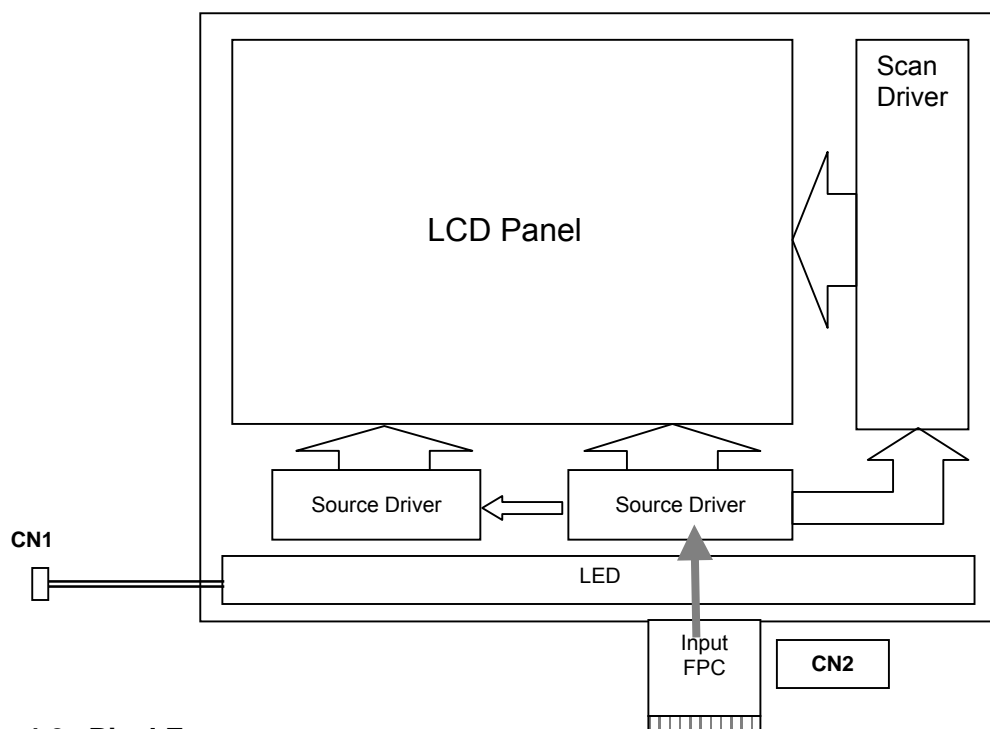 Scan
Driver
LCD Panel
Source Driver
Source Driver
CN1
LED
Input
FPC
CN2